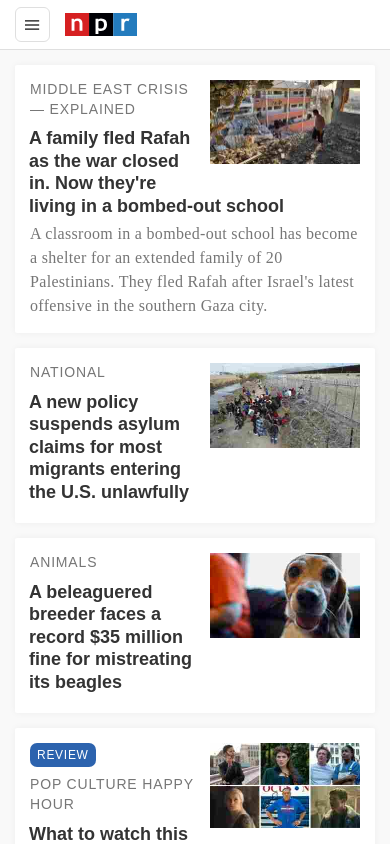 npr
MIDDLE EAST CRISIS
— EXPLAINED
A family fled Rafah
as the war closed
in. Now they're
living in a bombed-out school
A classroom in a bombed-out school has become
a shelter for an extended family of 20
Palestinians. They fled Rafah after Israel's latest
offensive in the southern Gaza city.
NATIONAL
A new policy
suspends asylum
claims for most
migrants entering
the U.S. unlawfully
ANIMALS
A beleaguered
breeder faces a
record $35 million
fine for mistreating
its beagles
REVIEW
POP CULTURE HAPPY
HOUR
What to watch this